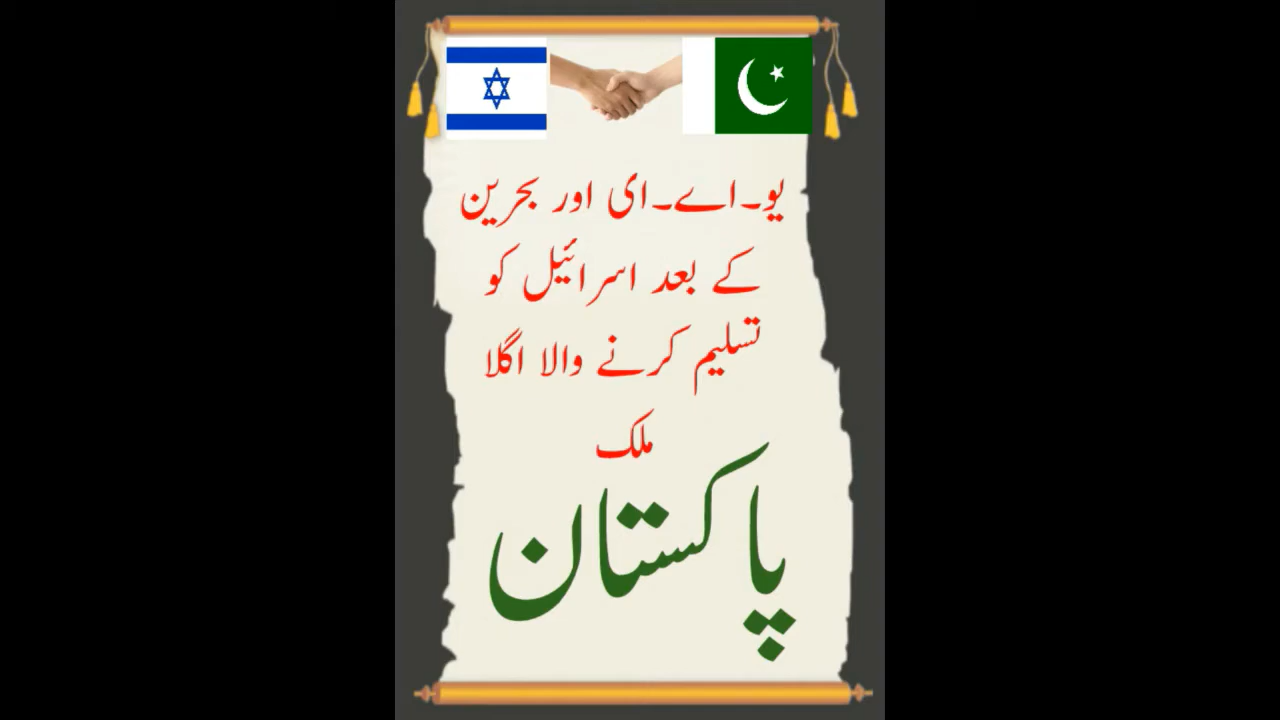 یو۔اے۔ای اور بحرین
کے بعد اسرائیل کو
تسلیم کرنے والا اگلا
ملک
پاکستان